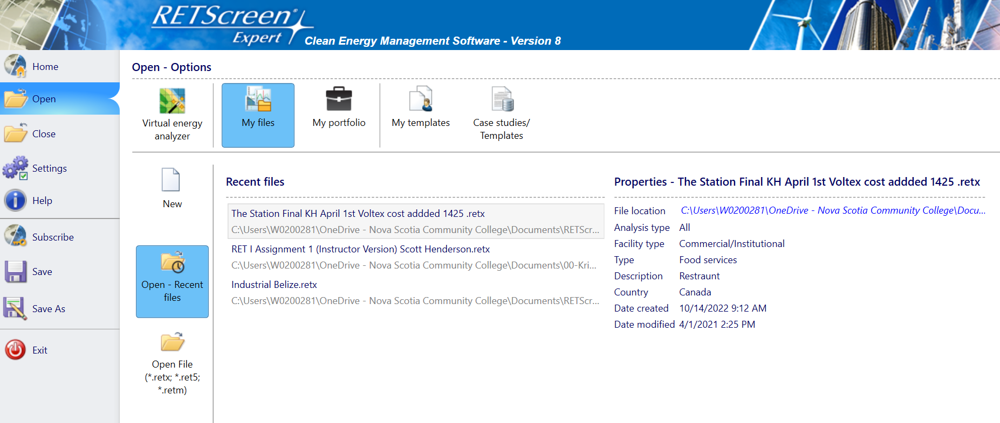 RETScreen®
Expert
Clean Energy Management Software - Version 8
Home
Open
Close
Settings
Help
Subscribe
Save
Save As
Exit
Open - Options
Virtual energy
analyzer
My files
My portfolio
My templates
Case studies/
Templates
New
Open - Recent
files
Open File
(*.retx; *.ret5;
*.retm)
Recent files
The Station Final KH April 1st Voltex cost addded 1425 .retx
C:\Users\W0200281\OneDrive - Nova Scotia Community College\Documents\RETScr...
RET I Assignment 1 (Instructor Version) Scott Henderson.retx
C:\Users\W0200281\OneDrive - Nova Scotia Community College\Documents\00-Kri...
Industrial Belize.retx
C:\Users\W0200281\OneDrive - Nova Scotia Community College\Documents\RETScr...
Properties - The Station Final KH April 1st Voltex cost addded 1425 .retx
File location C:\Users\W0200281\OneDrive - Nova Scotia Community College\Docu...
Analysis type All
Facility type Commercial/Institutional
Type Food services
Description Restraunt
Country Canada
Date created 10/14/2022 9:12 AM
Date modified 4/1/2021 2:25 PM